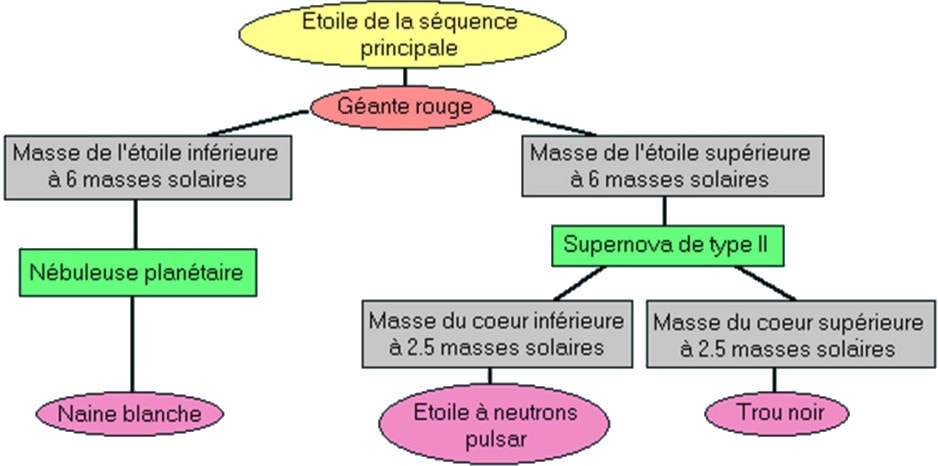 Etoile de la séquence
principale
Géante rouge
Masse de l'étoile inférieure
à 6 masses solaires
Masse de l'étoile supérieure
à 6 masses solaires
Nébuleuse planétaire
Supernova de type II
Masse du coeur inférieure
à 2.5 masses solaires
Masse du coeur supérieure
à 2.5 masses solaires
Naine blanche
Etoile à neutrons
pulsar
Trou noir